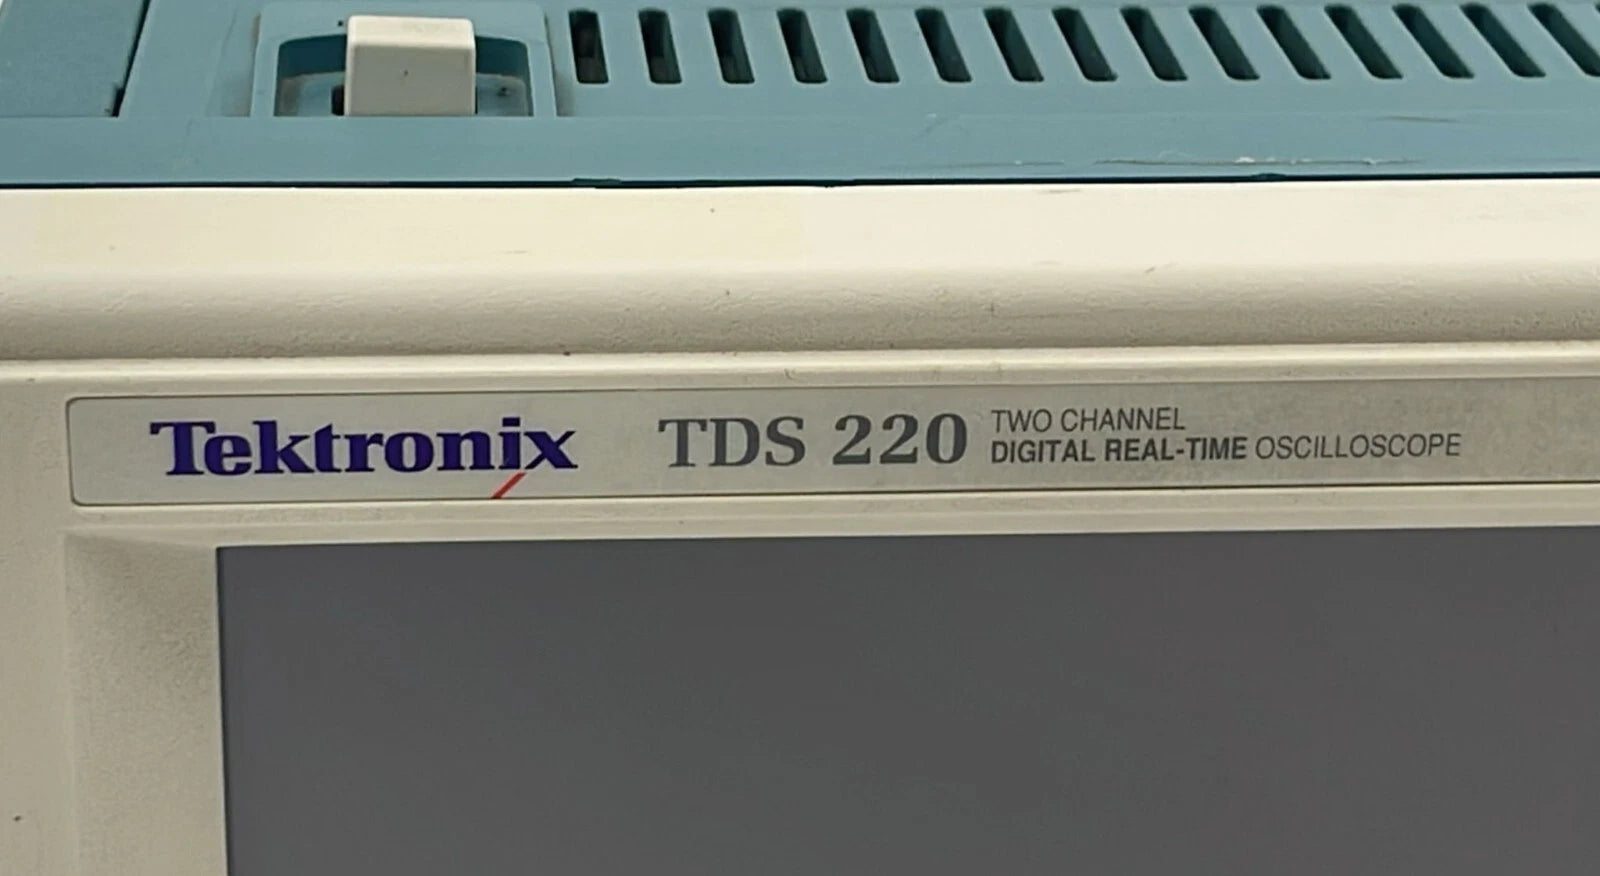 Tektronix TDS 220 TWO CHANNEL
DIGITAL REAL-TIME OSCILLOSCOPE